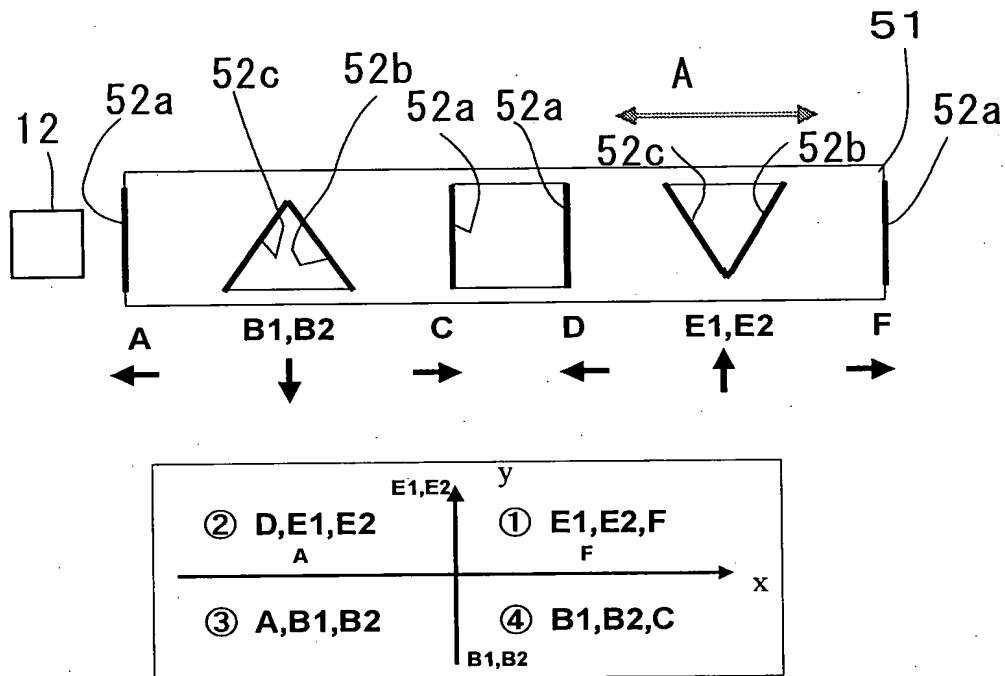 51
A
52c 52b
52a 52a 52a
12 52a
52c 52b
A B1,B2 C D E1,E2 F
y
E1,E2
② D,E1,E2 ① E1,E2,F
A F
x
③ A,B1,B2 ④ B1,B2,C
B1,B2